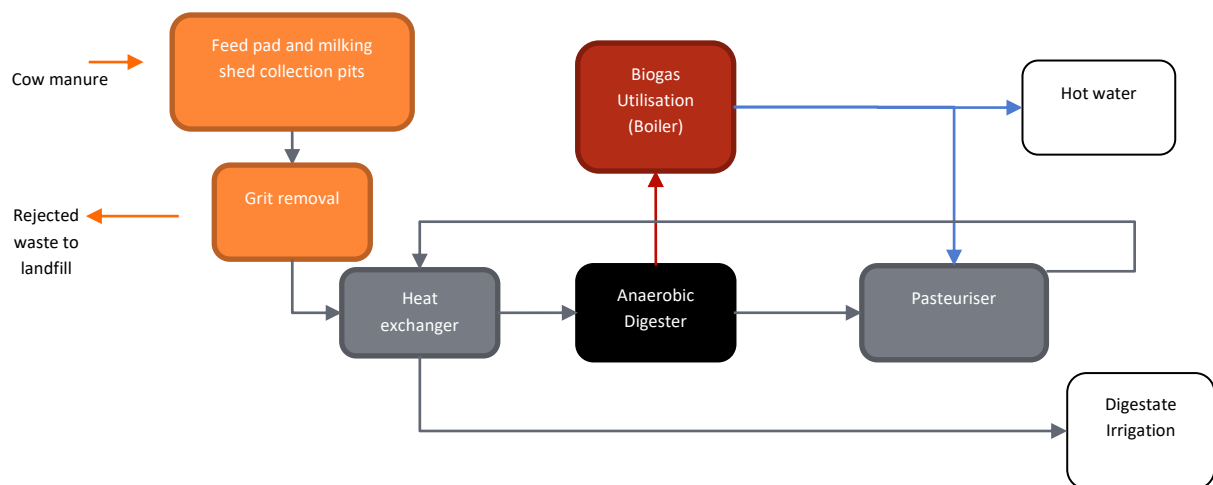 Cow manure
Feed pad and milking
shed collection pits
Biogas
Utilisation
(Boiler)
Hot water
Grit removal
Rejected
waste to
landfill
Heat
exchanger
Anaerobic
Digester
Pasteuriser
Digestate
Irrigation